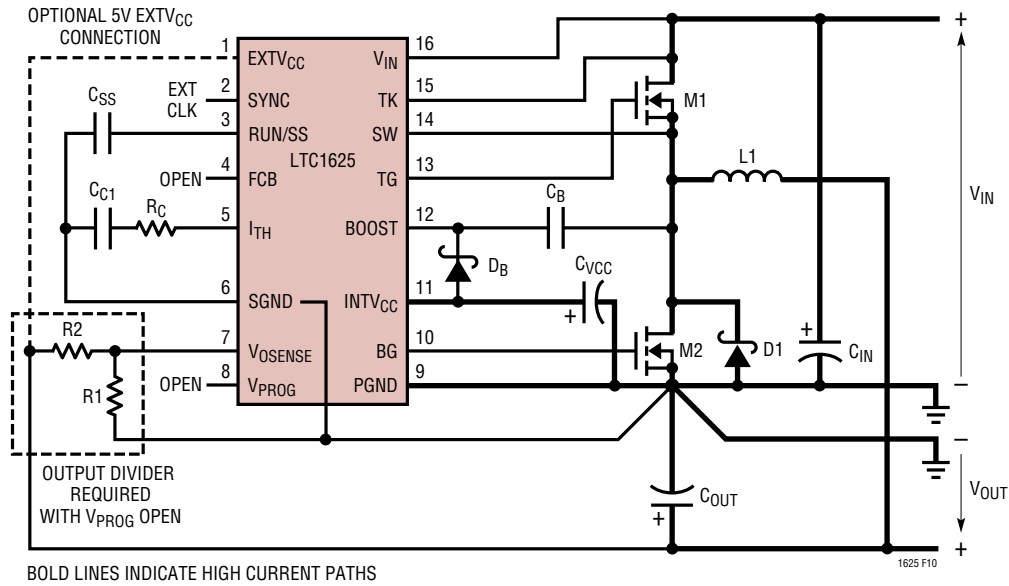 OPTIONAL 5V EXTVCC
CONNECTION
1
EXTVCC
16
VIN
+
EXT
CLK
2
SYNC
15
TK
M1
CSS
3
RUN/SS
14
SW
LTC1625
L1
OPEN
4
FCB
13
TG
VIN
CC1
RC
5
ITH
12
BOOST
CB
DB
CVCC
6
SGND
11
INTVCC
+
R2
7
VOSENSE
10
BG
M2
D1
+
CIN
R1
OPEN
8
VPROG
9
PGND
–
–
OUTPUT DIVIDER
REQUIRED
WITH VPROG OPEN
COUT
+
VOUT
+
1625 F10
BOLD LINES INDICATE HIGH CURRENT PATHS